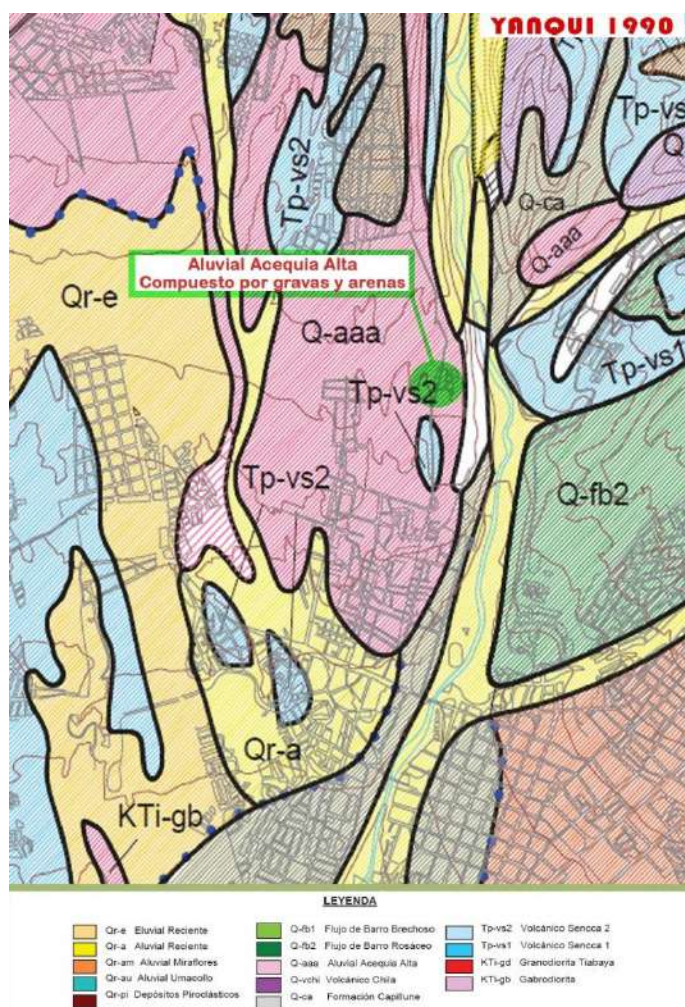 YANQUI 1990
Tp-vs2
Tp-vs
Q-ca
Q-aaa
Aluvial Acequia Alta
Compuesto por gravas y arenas
Qr-e
Q-aaa
Tp-vs2
Tp-vs1
Tp-vs2
Q-fb2
Qr-a
KTi-gb
LEYENDA
Qr-e Eluvial Reciente
Qr-a Aluvial Reciente
Qr-am Aluvial Miraflores
Qr-au Aluvial Umacollo
Qr-pi Depósitos Piroclásticos
Q-fb1 Flujo de Barro Brechoso
Q-fb2 Flujo de Barro Rosáceo
Q-aaa Aluvial Acequia Alta
Q-vchi Volcánico Chila
Q-ca Formación Capillune
Tp-vs2 Volcánico Sencca 2
Tp-vs1 Volcánico Sencca 1
KTi-gd Granodiorita Tiabaya
KTi-gb Gabrodiorita